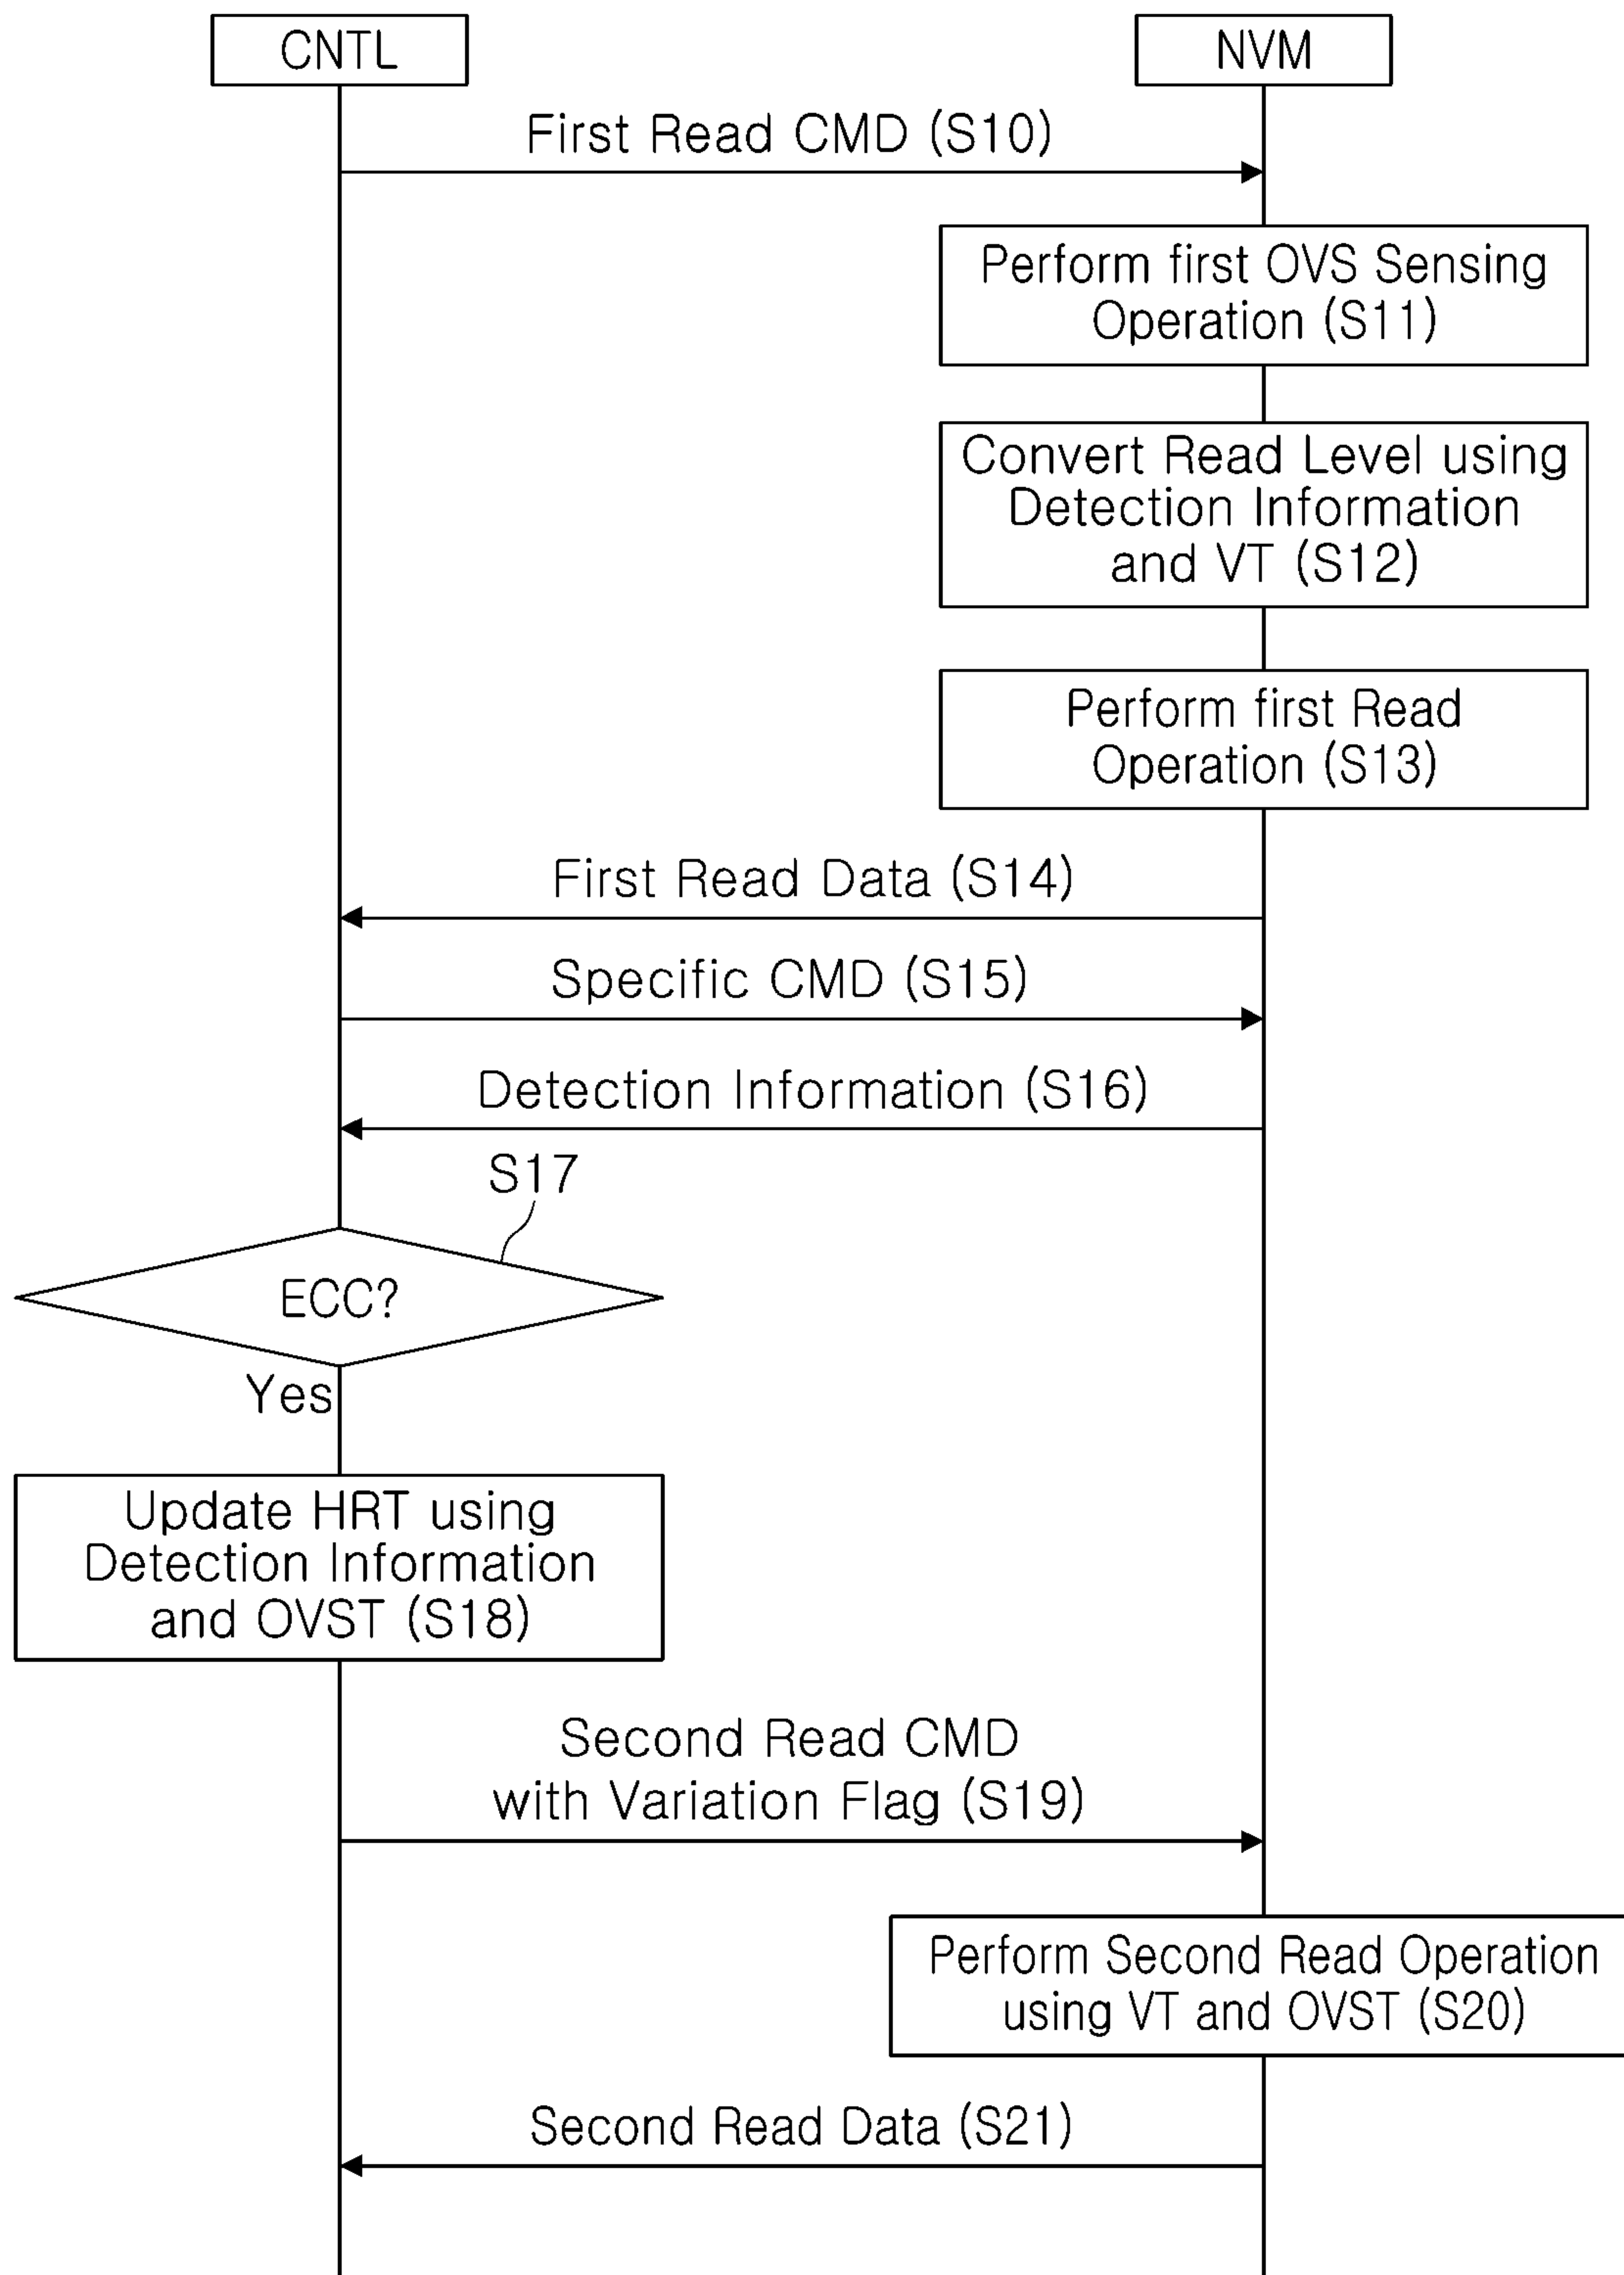 CNTL
NVM
First Read CMD (S10)
Perform first OVS Sensing
Operation (S11)
Convert Read Level using
Detection Information
and VT (S12)
Perform first Read
Operation (S13)
First Read Data (S14)
Specific CMD (S15)
Detection Information (S16)
S17
ECC?
Yes
Update HRT using
Detection Information
and OVST (S18)
Second Read CMD
with Variation Flag (S19)
Perform Second Read Operation
using VT and OVST (S20)
Second Read Data (S21)